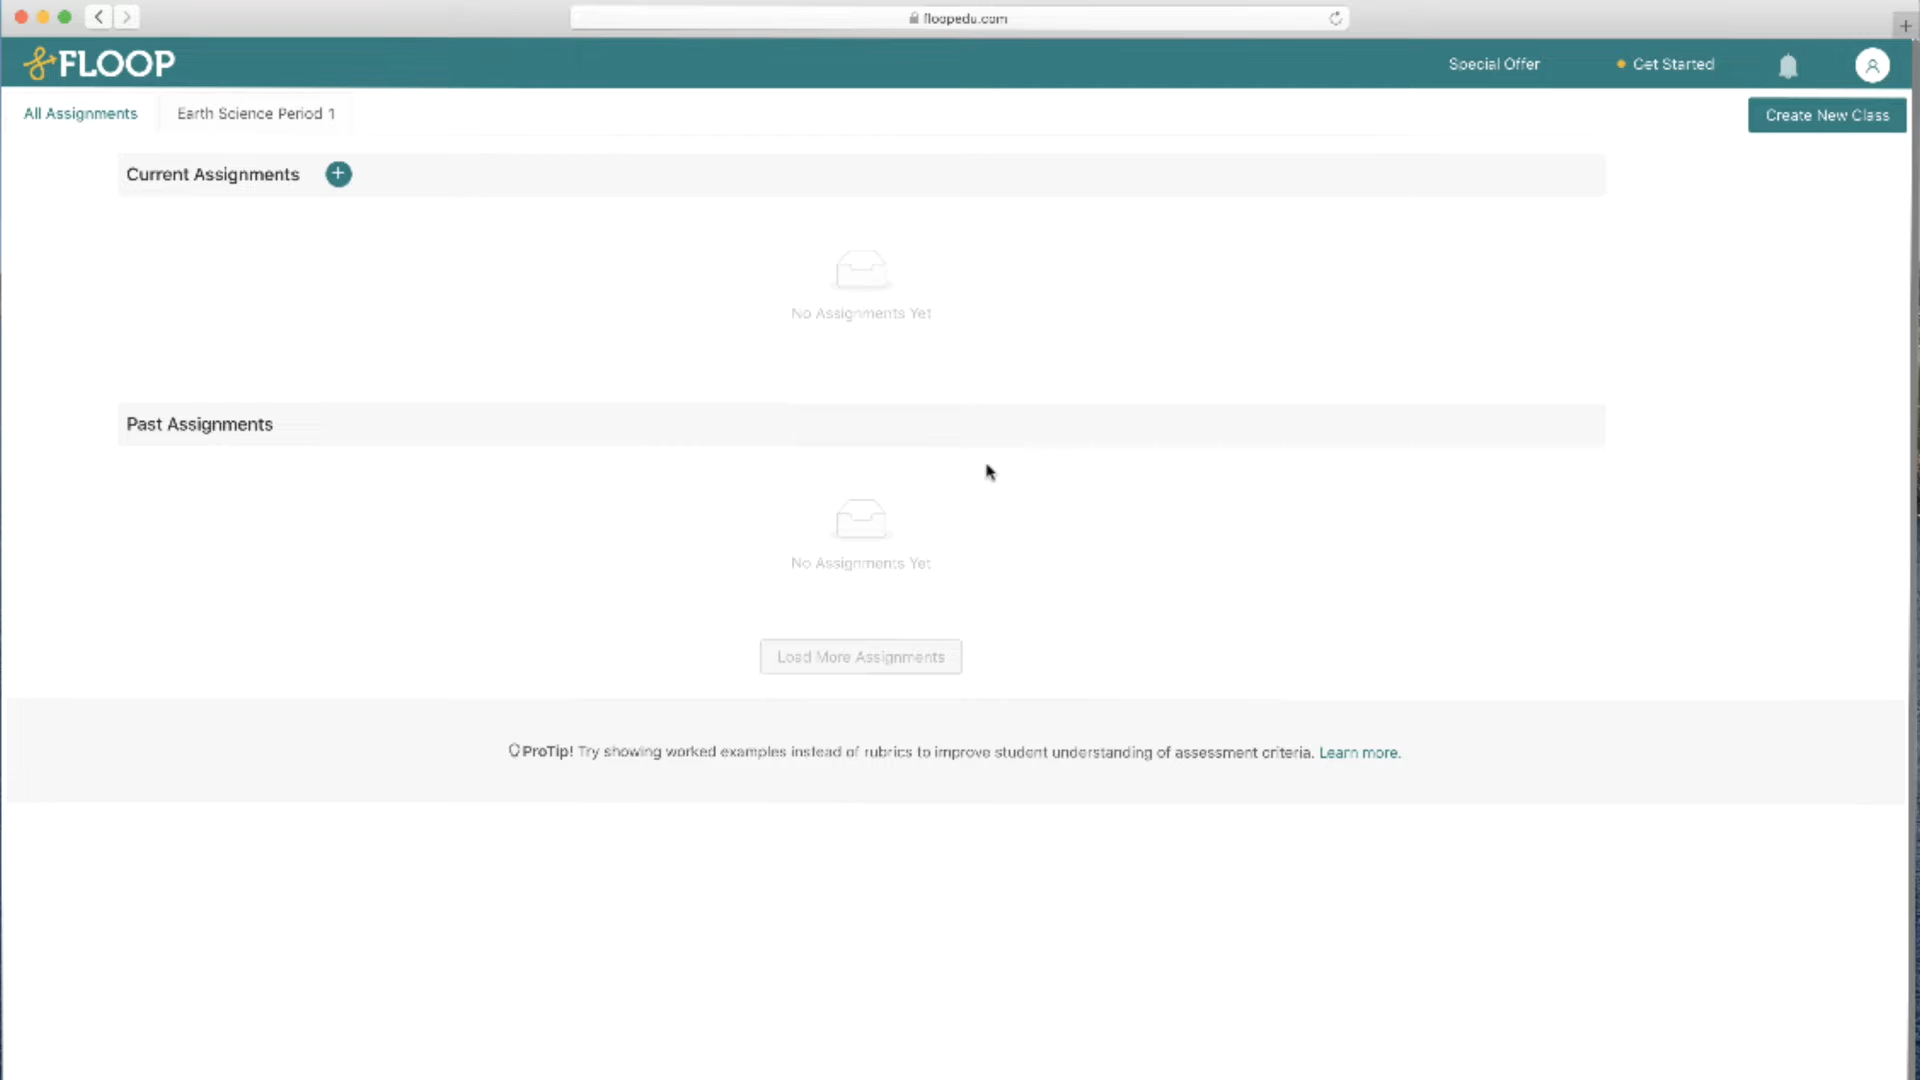 floopedu.com
FLOOP
Special Offer
Get Started
All Assignments
Earth Science Period 1
Create New Class
Current Assignments
No Assignments Yet
Past Assignments
No Assignments Yet
Load More Assignments
ProTip! Try showing worked examples instead of rubrics to improve student understanding of assessment criteria. Learn more.